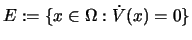 E := {x ∈ Ω : V̇(x) = 0}